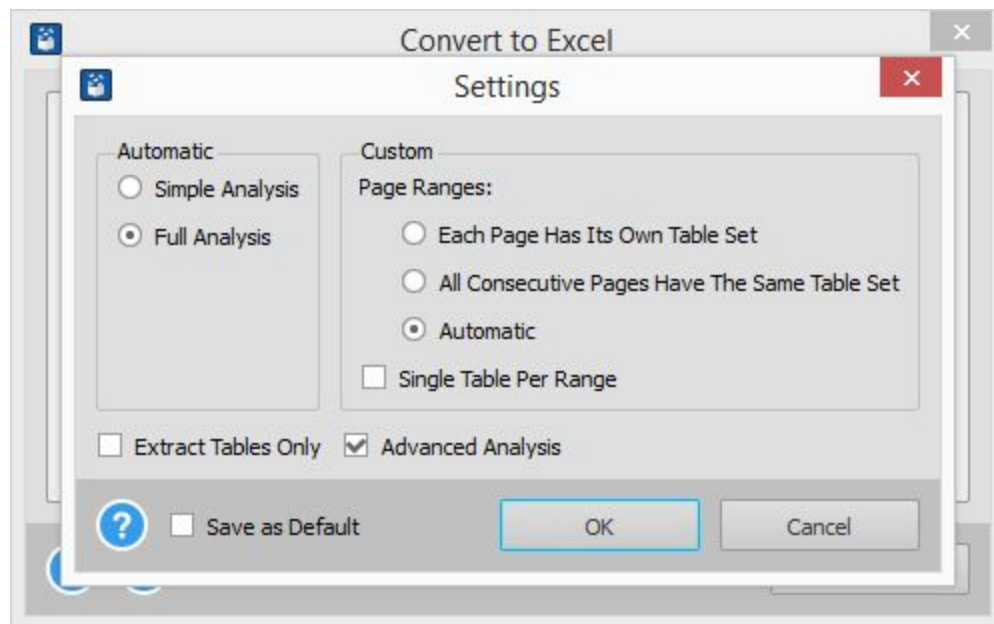 Convert to Excel
Settings
Automatic
Simple Analysis
Full Analysis
Custom
Page Ranges:
Each Page Has Its Own Table Set
All Consecutive Pages Have The Same Table Set
Automatic
Single Table Per Range
Extract Tables Only
Advanced Analysis
?
Save as Default
OK
Cancel